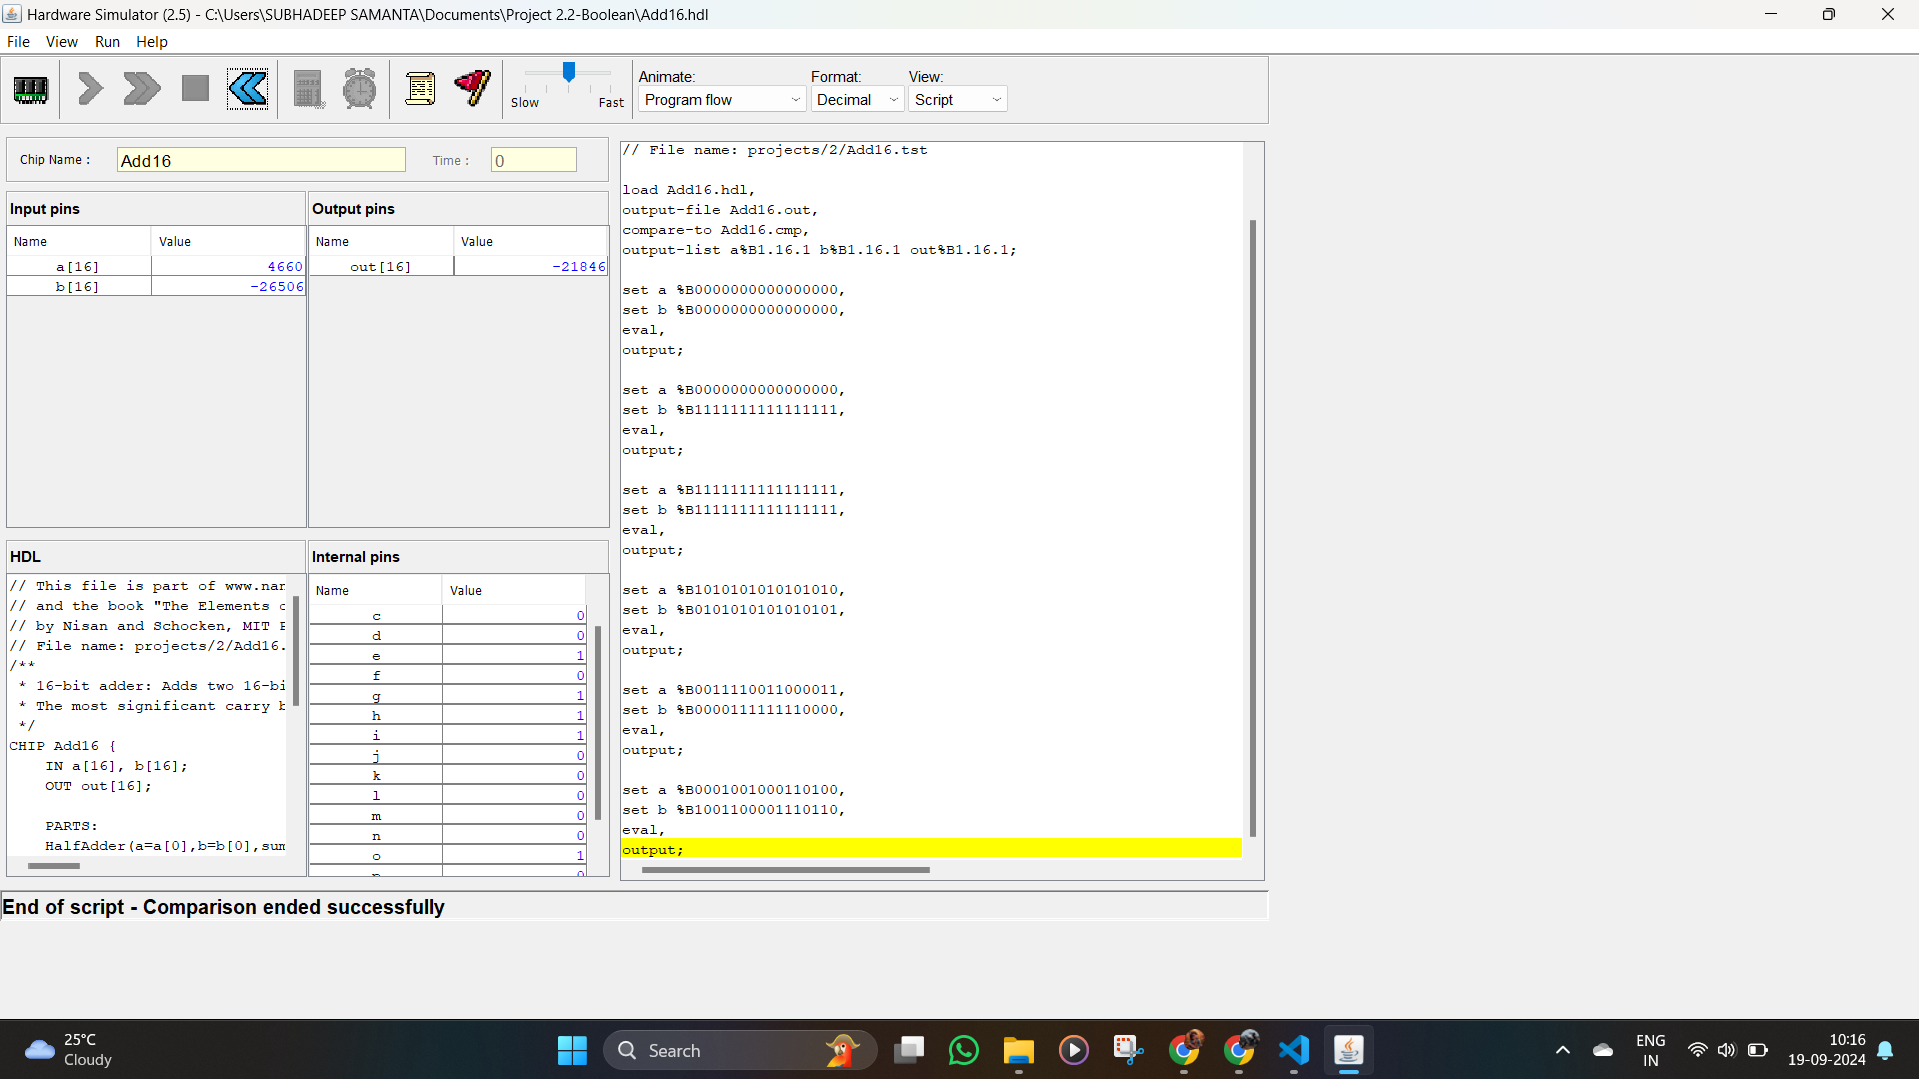 Hardware Simulator (2.5) - C:\Users\SUBHADEEP SAMANTA\Documents\Project 2.2-Boolean\Add16.hdl
File View Run Help
Slow Fast
Animate: Format: View:
Program flow Decimal Script
Chip Name : Add16 Time : 0
Input pins
Name Value
a[16] 4660
b[16] -26506
Output pins
Name Value
out[16] -21846
HDL
// This file is part of www.nan
// and the book "The Elements o
// by Nisan and Schocken, MIT P
// File name: projects/2/Add16.
/**
* 16-bit adder: Adds two 16-bi
* The most significant carry b
*/
CHIP Add16 {
IN a[16], b[16];
OUT out[16];
PARTS:
HalfAdder(a=a[0],b=b[0],sum
Internal pins
Name Value
c 0
d 0
e 1
f 0
g 1
h 1
i 1
j 0
k 0
l 0
m 0
n 0
o 1
// File name: projects/2/Add16.tst
load Add16.hdl,
output-file Add16.out,
compare-to Add16.cmp,
output-list a%B1.16.1 b%B1.16.1 out%B1.16.1;
set a %B0000000000000000,
set b %B0000000000000000,
eval,
output;
set a %B0000000000000000,
set b %B1111111111111111,
eval,
output;
set a %B1111111111111111,
set b %B1111111111111111,
eval,
output;
set a %B1010101010101010,
set b %B0101010101010101,
eval,
output;
set a %B0011110011000011,
set b %B0000111111110000,
eval,
output;
set a %B0001001000110100,
set b %B1001100001110110,
eval,
output;
End of script - Comparison ended successfully
25°C
Cloudy
Search
ENG
IN
10:16
19-09-2024